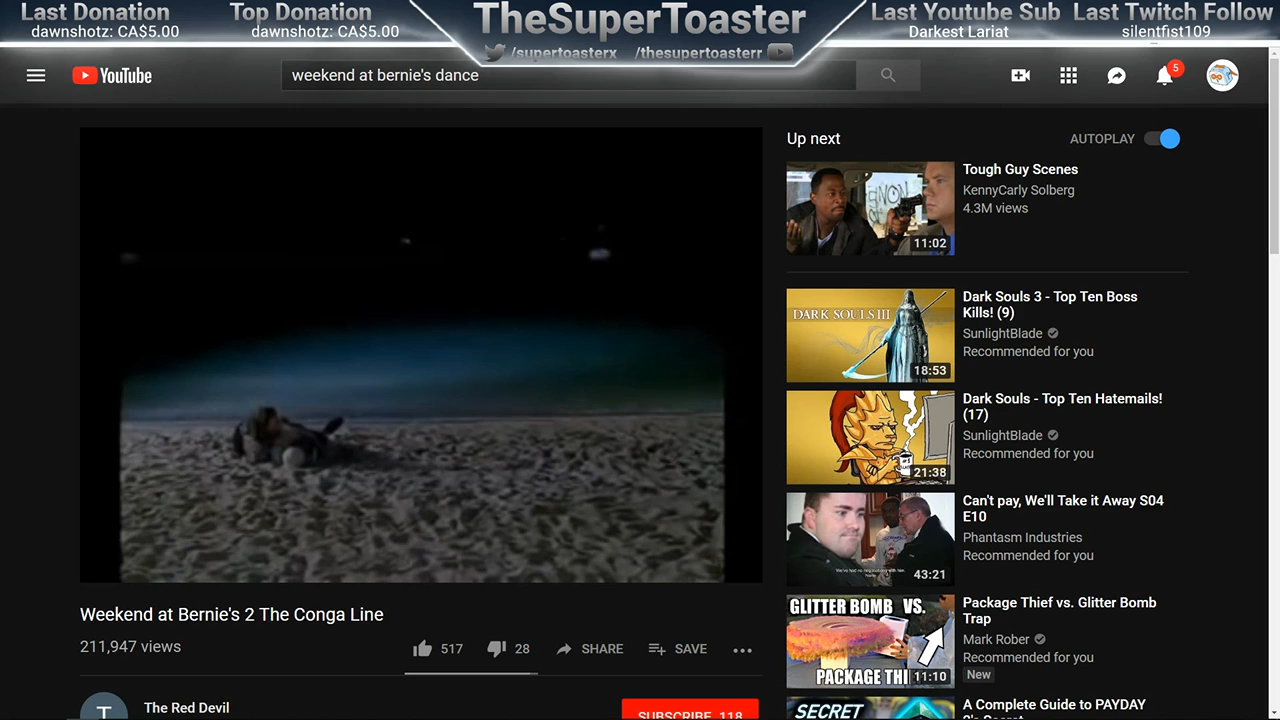 Last Donation
dawnshotz: CA$5.00
Top Donation
dawnshotz: CA$5.00
TheSuperToaster
/supertoasterx
/thesupertoasterr
Last Youtube Sub
Darkest Lariat
Last Twitch Follow
silentfist109
YouTube
weekend at bernie's dance
5
Up next
AUTOPLAY
Tough Guy Scenes
KennyCarly Solberg
4.3M views
11:02
DARK SOULS III
18:53
Dark Souls 3 - Top Ten Boss
Kills! (9)
SunlightBlade
Recommended for you
21:38
Dark Souls - Top Ten Hatemails!
(17)
SunlightBlade
Recommended for you
43:21
Can't pay, We'll Take it Away S04
E10
Phantasm Industries
Recommended for you
GLITTER BOMB VS.
PACKAGE THI
11:10
Package Thief vs. Glitter Bomb
Trap
Mark Rober
Recommended for you
New
SECRET
A Complete Guide to PAYDAY
Weekend at Bernie's 2 The Conga Line
211,947 views
517
28
SHARE
SAVE
T
The Red Devil
SUBSCRIBE 118